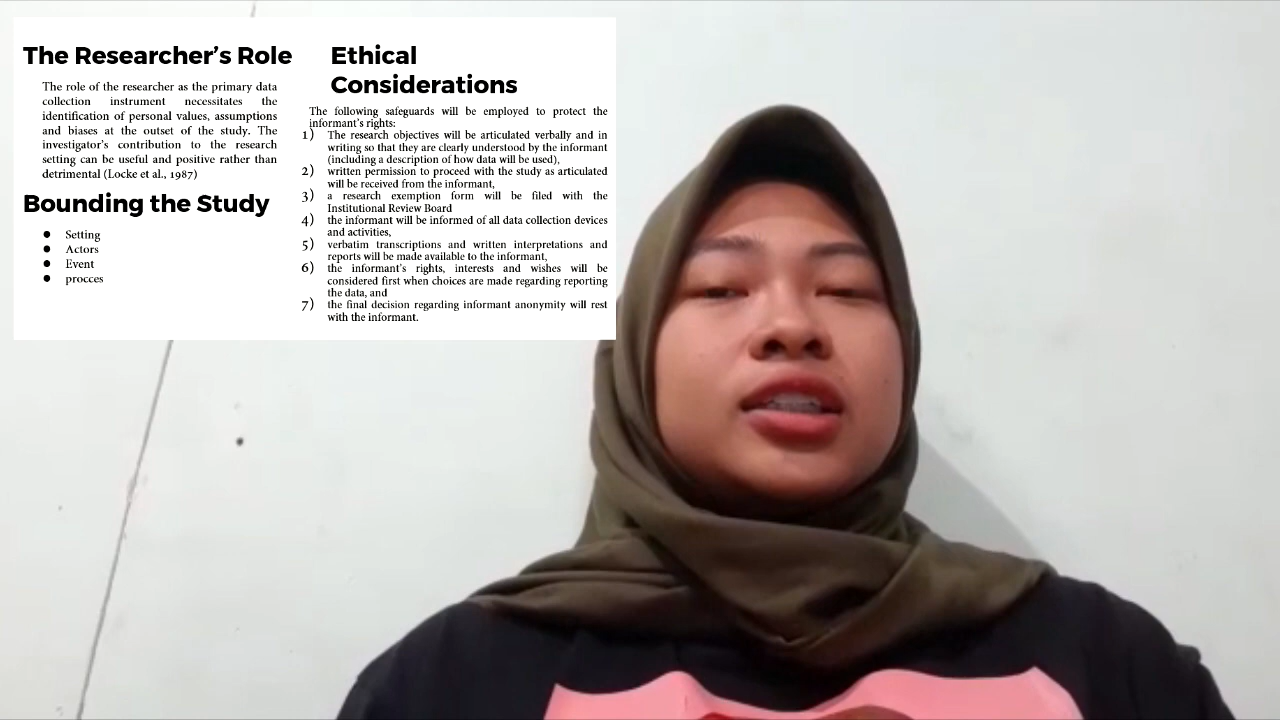 The Researcher's Role
The role of the researcher as the primary data
collection instrument necessitates the
identification of personal values, assumptions
and biases at the outset of the study. The
investigator's contribution to the research
setting can be useful and positive rather than
detrimental (Locke et al., 1987)
Bounding the Study
● Setting
● Actors
● Event
● procces
Ethical
Considerations
The following safeguards will be employed to protect the
informant's rights:
1) The research objectives will be articulated verbally and in
writing so that they are clearly understood by the informant
(including a description of how data will be used),
2) written permission to proceed with the study as articulated
will be received from the informant,
3) a research exemption form will be filed with the
Institutional Review Board
4) the informant will be informed of all data collection devices
and activities,
5) verbatim transcriptions and written interpretations and
reports will be made available to the informant,
6) the informant's rights, interests and wishes will be
considered first when choices are made regarding reporting
the data, and
7) the final decision regarding informant anonymity will rest
with the informant.